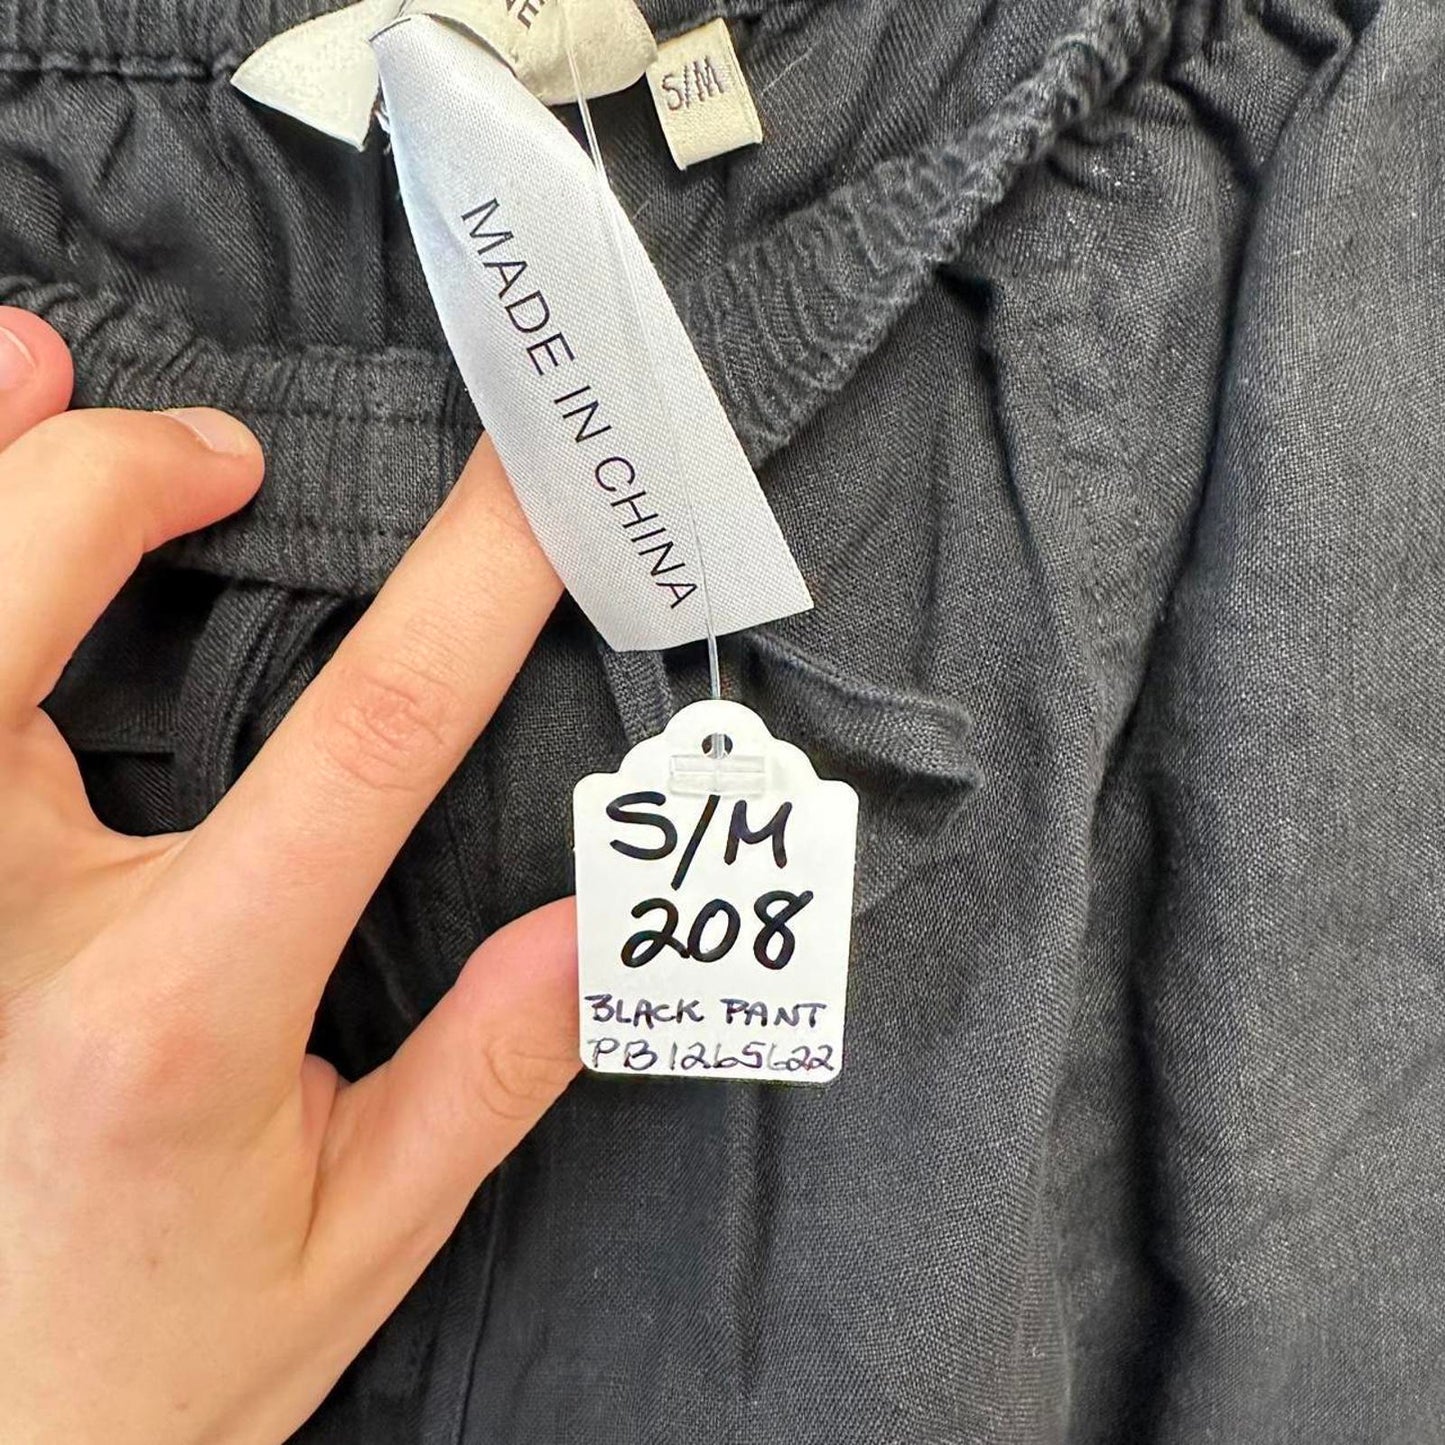 S/M
MADE IN CHINA
S/M
208
BLACK PANT
PB1265622